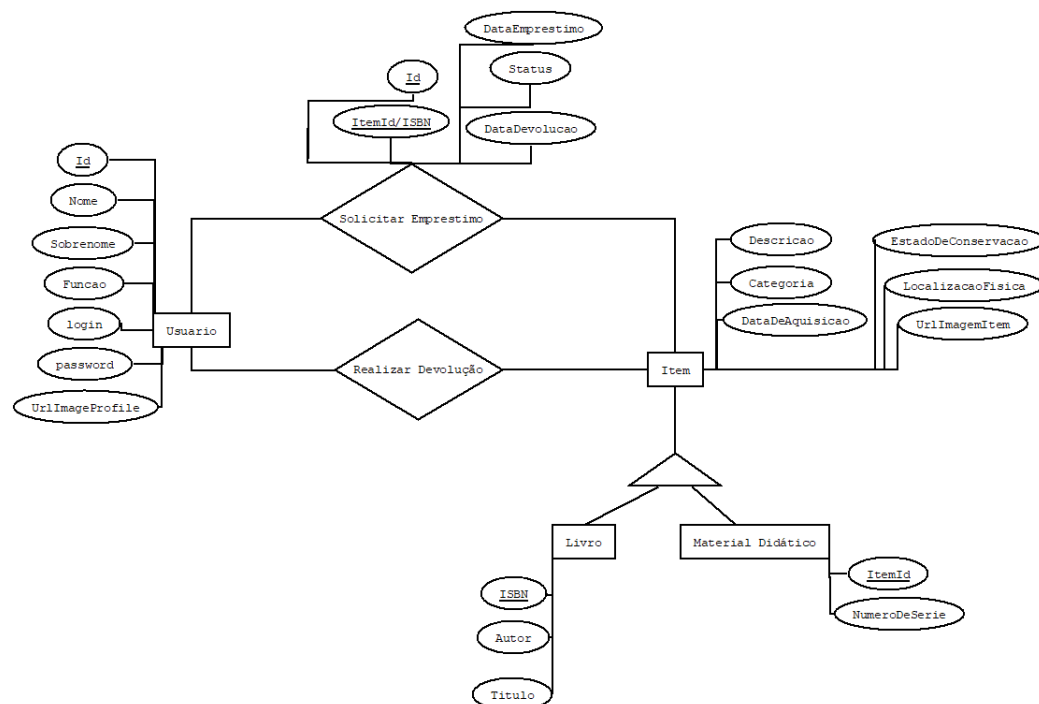 DataEmprestimo
Status
Id
ItemId/ISBN
DataDevolucao
Id
Nome
Sobrenome
Funcao
login
password
UrlImageProfile
Usuario
Solicitar Emprestimo
Realizar Devolução
Descricao
Categoria
DataDeAquisicao
EstadoDeConservacao
LocalizacaoFisica
UrlImagemItem
Item
Livro
Material Didático
ISBN
Autor
Titulo
ItemId
NumeroDeSerie